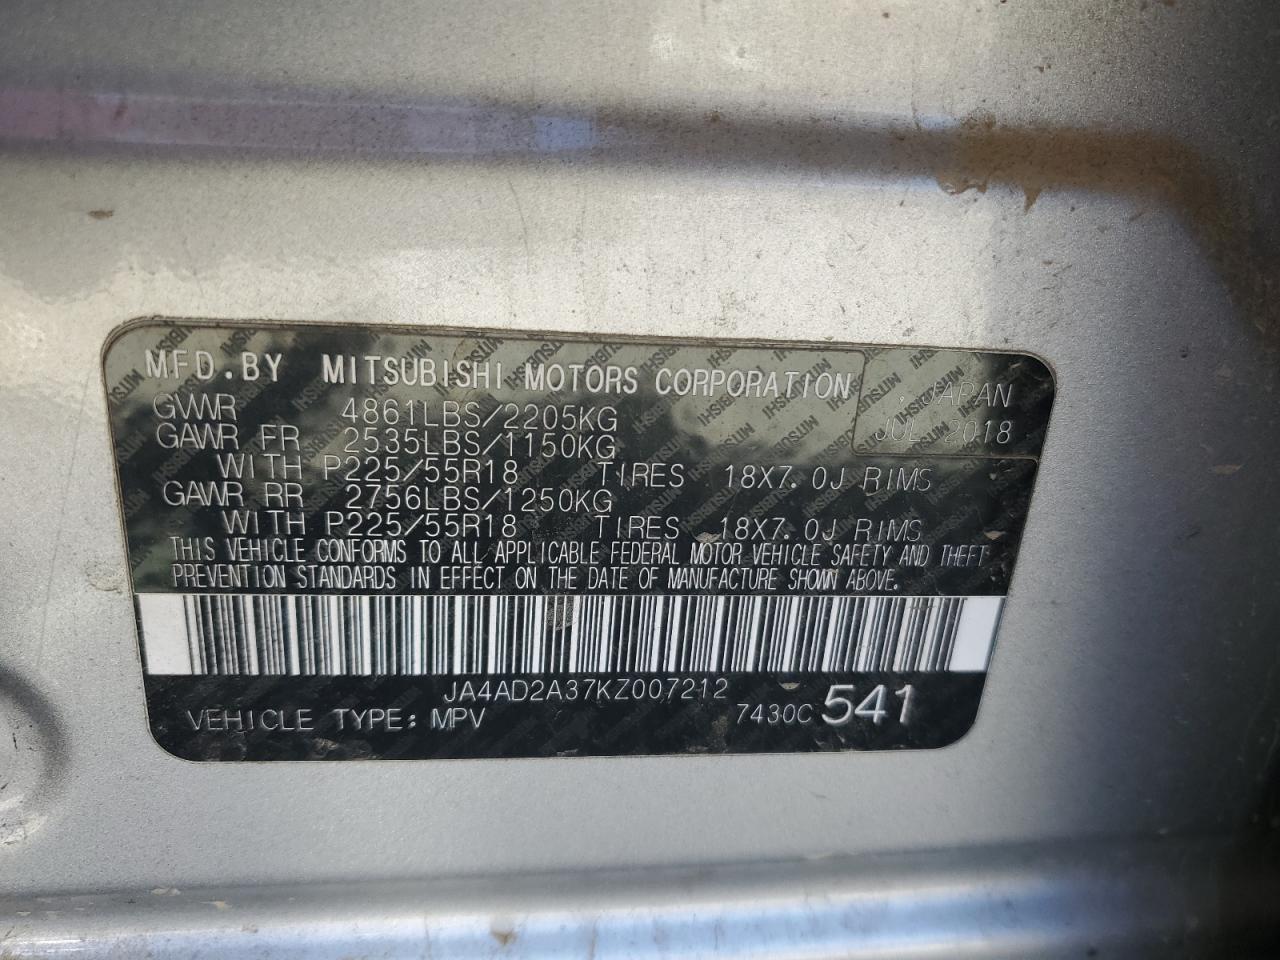 MFD.BY MITSUBISHI MOTORS CORPORATION , JAPAN
GVWR 4861LBS/2205KG JUL 2018
GAWR FR 2535LBS/1150KG
WITH P225/55R18 TIRES 18X7.0J RIMS
GAWR RR 2756LBS/1250KG
WITH P225/55R18 TIRES 18X7.0J RIMS
THIS VEHICLE CONFORMS TO ALL APPLICABLE FEDERAL MOTOR VEHICLE SAFETY AND THEFT
PREVENTION STANDARDS IN EFFECT ON THE DATE OF MANUFACTURE SHOWN ABOVE.
JA4AD2A37KZ007212
VEHICLE TYPE: MPV 7430C 541